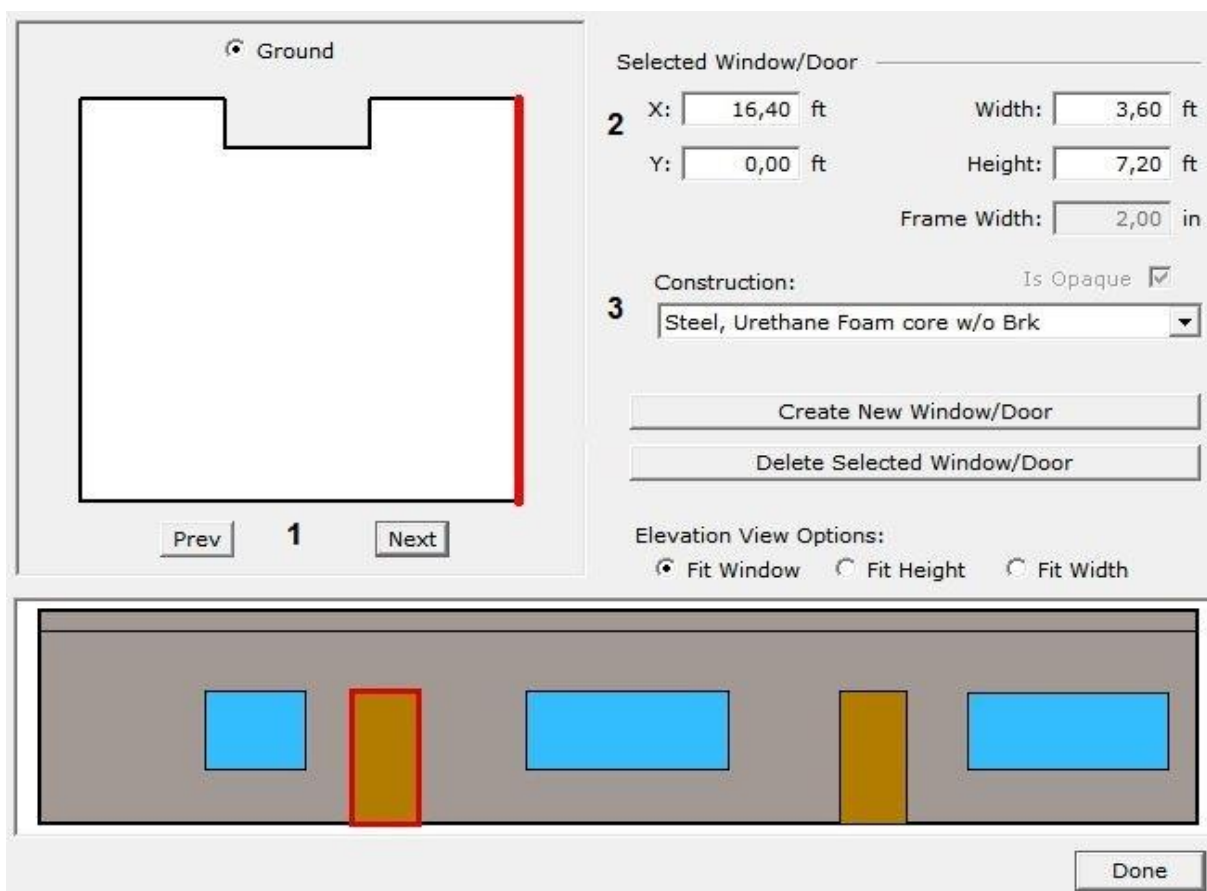 Ground
Prev
1
Next
Selected Window/Door
2
X: 16,40 ft
Width: 3,60 ft
Y: 0,00 ft
Height: 7,20 ft
Frame Width: 2,00 in
3
Construction:
Is Opaque
Steel, Urethane Foam core w/o Brk
Create New Window/Door
Delete Selected Window/Door
Elevation View Options:
Fit Window
Fit Height
Fit Width
Done